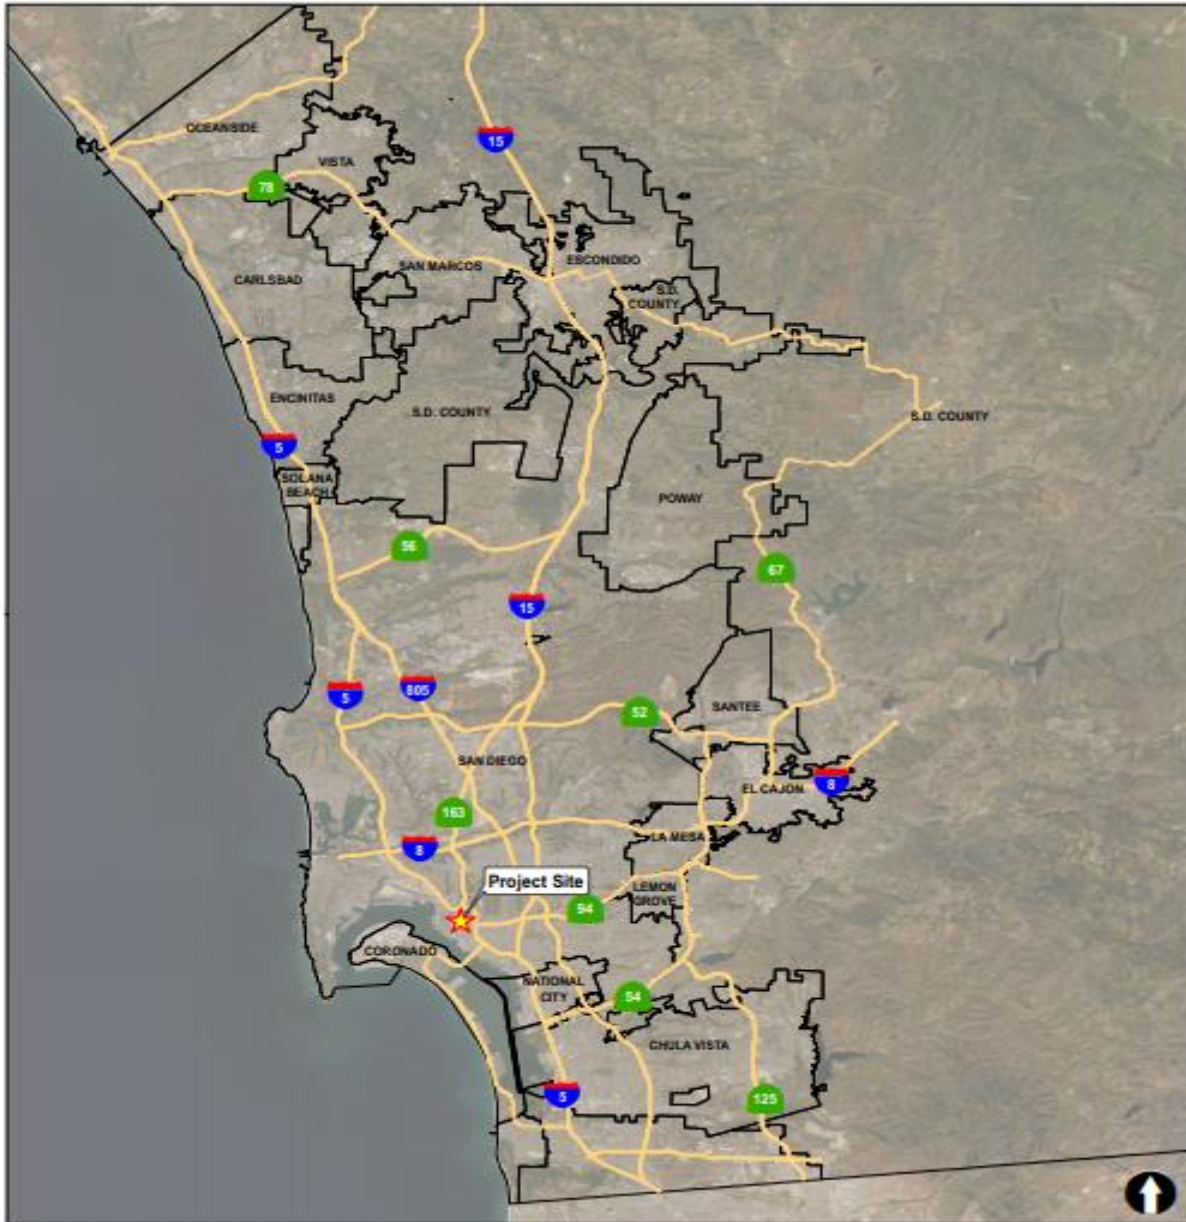 15
OCEANSIDE
VISTA
78
ESCONDIDO
SAN MARCOS
CARLSBAD
S.D.
COUNTY
ENCINITAS
S.D. COUNTY
S.D. COUNTY
5
SOLANA
BEACH
POWAY
56
67
15
5
805
52
SANTEE
SAN DIEGO
EL CAJON
8
163
LA MESA
8
Project Site
LEMON
GROVE
94
CORONADO
NATIONAL
CITY
54
CHULA VISTA
5
125